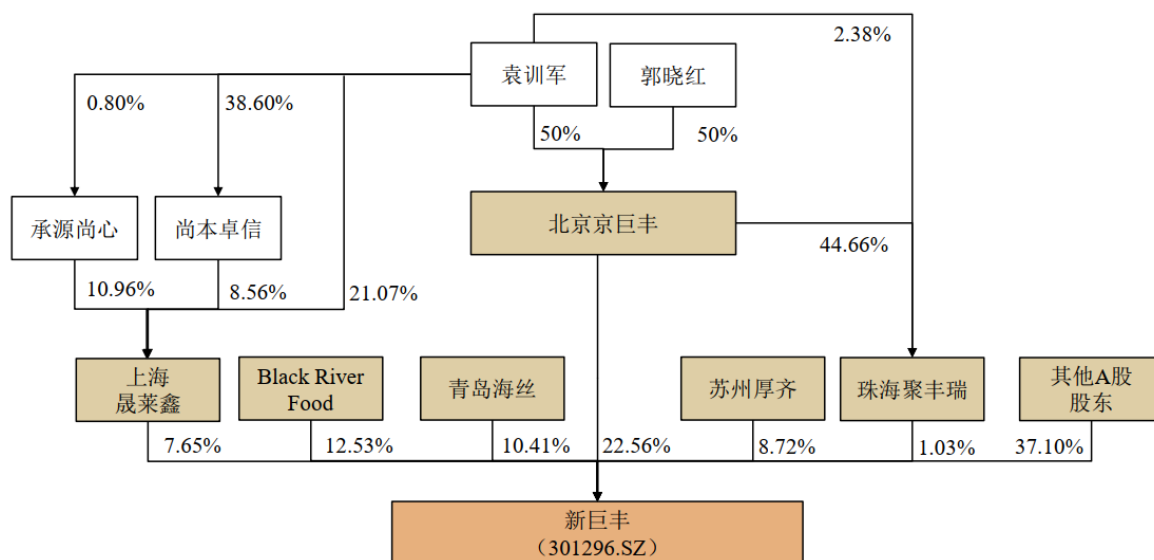 2.38%
袁训军
郭晓红
0.80%
38.60%
50%
50%
承源尚心
尚本卓信
北京京巨丰
44.66%
10.96%
8.56%
21.07%
上海
晟莱鑫
Black River
Food
青岛海丝
苏州厚齐
珠海聚丰瑞
其他A股
股东
7.65%
12.53%
10.41%
22.56%
8.72%
1.03%
37.10%
新巨丰
（301296.SZ）